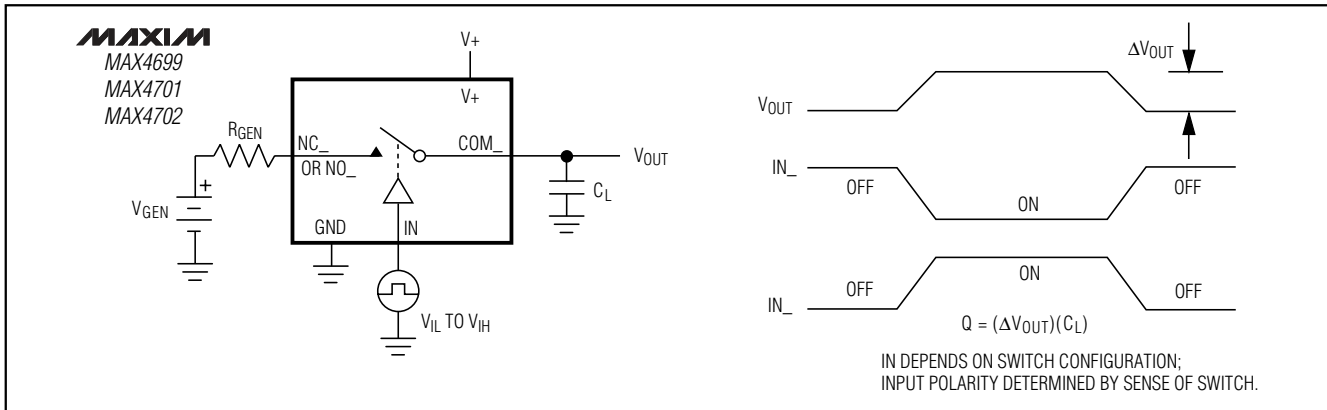 MAXIM
MAX4699
MAX4701
MAX4702
V+
V+
RGEN
NC_
OR NO_
COM_
VOUT
CL
VGEN
GND
IN
VIL TO VIH
ΔVOUT
VOUT
IN_
OFF
ON
OFF
IN_
OFF
ON
OFF
Q = (ΔVOUT)(CL)
IN DEPENDS ON SWITCH CONFIGURATION;
INPUT POLARITY DETERMINED BY SENSE OF SWITCH.